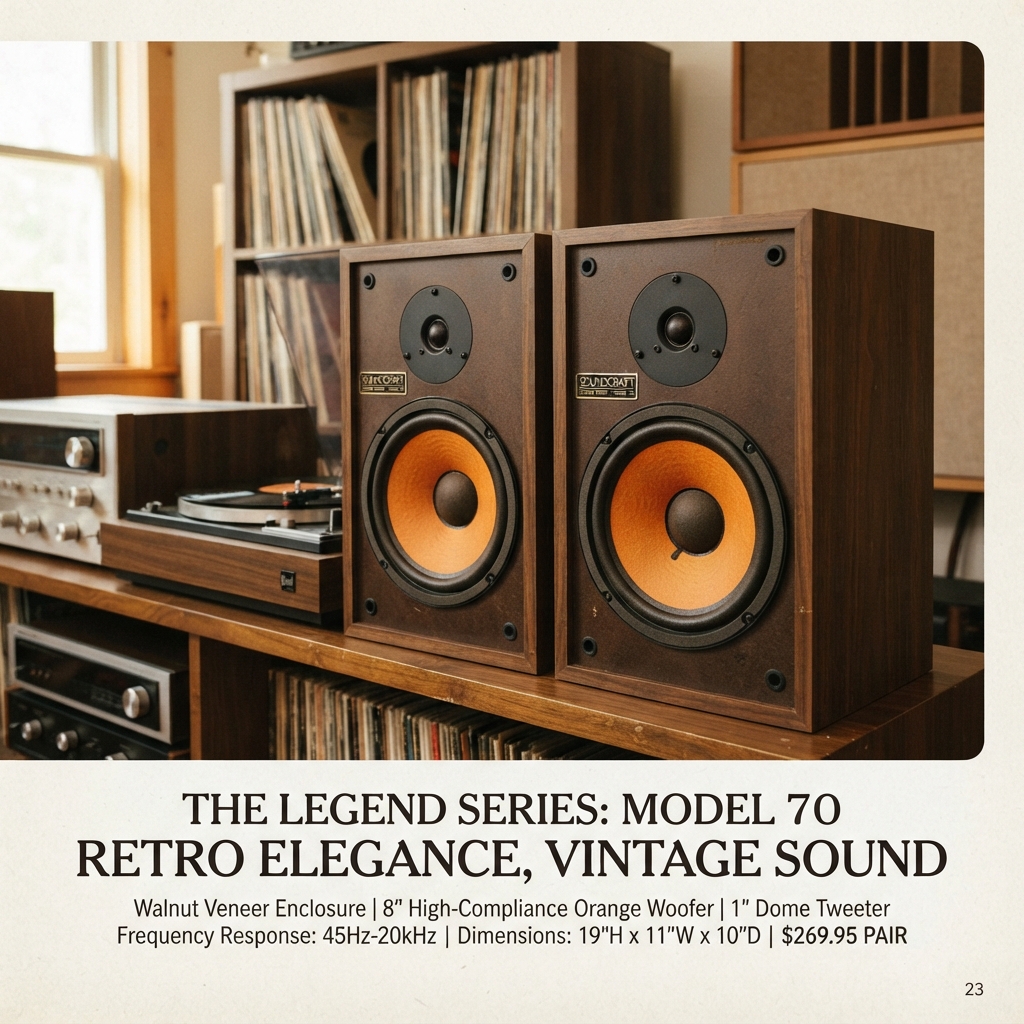 THE LEGEND SERIES: MODEL 70
RETRO ELEGANCE, VINTAGE SOUND
Walnut Veneer Enclosure | 8" High-Compliance Orange Woofer | 1" Dome Tweeter
Frequency Response: 45Hz-20kHz | Dimensions: 19"H x 11"W x 10"D | $269.95 PAIR
23